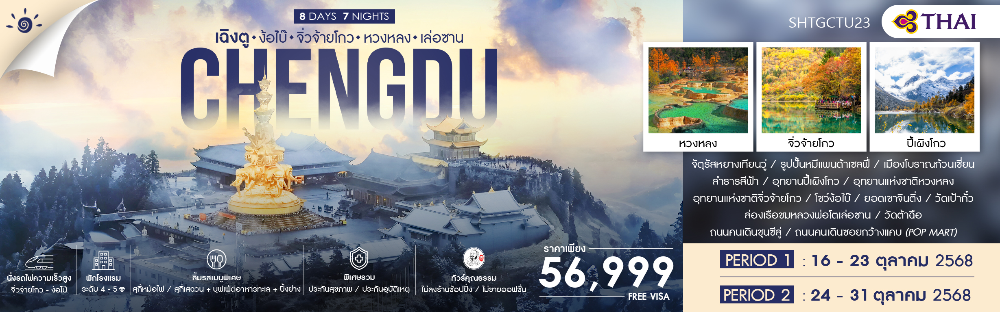 8 DAYS 7 NIGHTS
เฉิงตู • ง้อไบ๊ • จิ่วจ้ายโกว • หวงหลง • เล่อซาน
CHENGDU
SHTGCTU23
THAI
หวงหลง
จิ่วจ้ายโกว
ปี้เผิงโกว
จัตุรัสหยางเทียนวู่ / รูปปั้นหมีแพนด้าเซลฟี่ / เมืองโบราณก้วนเซี่ยน
ลำธารสีฟ้า / อุทยานปี้เผิงโกว / อุทยานแห่งชาติหวงหลง
อุทยานแห่งชาติจิ่วจ้ายโกว / โชว์ง้อไบ๊ / ยอดเขาจินติ่ง / วัดเป้ากั๋ว
ล่องเรือชมหลวงพ่อโตเล่อซาน / วัดต้าฉือ
ถนนคนเดินชุนซีลู่ / ถนนคนเดินซอยกว้างแคบ (POP MART)
นั่งรถไฟความเร็วสูง
จิ่วจ้ายโกว - ง้อไบ๊
พักโรงแรม
ระดับ 4 - 5
ลิ้มรสเมนูพิเศษ
สุกี้หม้อไฟ / สุกี้เสฉวน + บุฟเฟ่ต์อาหารทะเล + ปิ้งย่าง
พิเศษรวม
ประกันสุขภาพ / ประกันอุบัติเหตุ
ทัวร์คุณธรรม
ไม่ลงร้านช้อปปิ้ง / ไม่ขายออฟชั่น
ราคาเพียง
56,999
FREE VISA
PERIOD 1 : 16 - 23 ตุลาคม 2568
PERIOD 2 : 24 - 31 ตุลาคม 2568